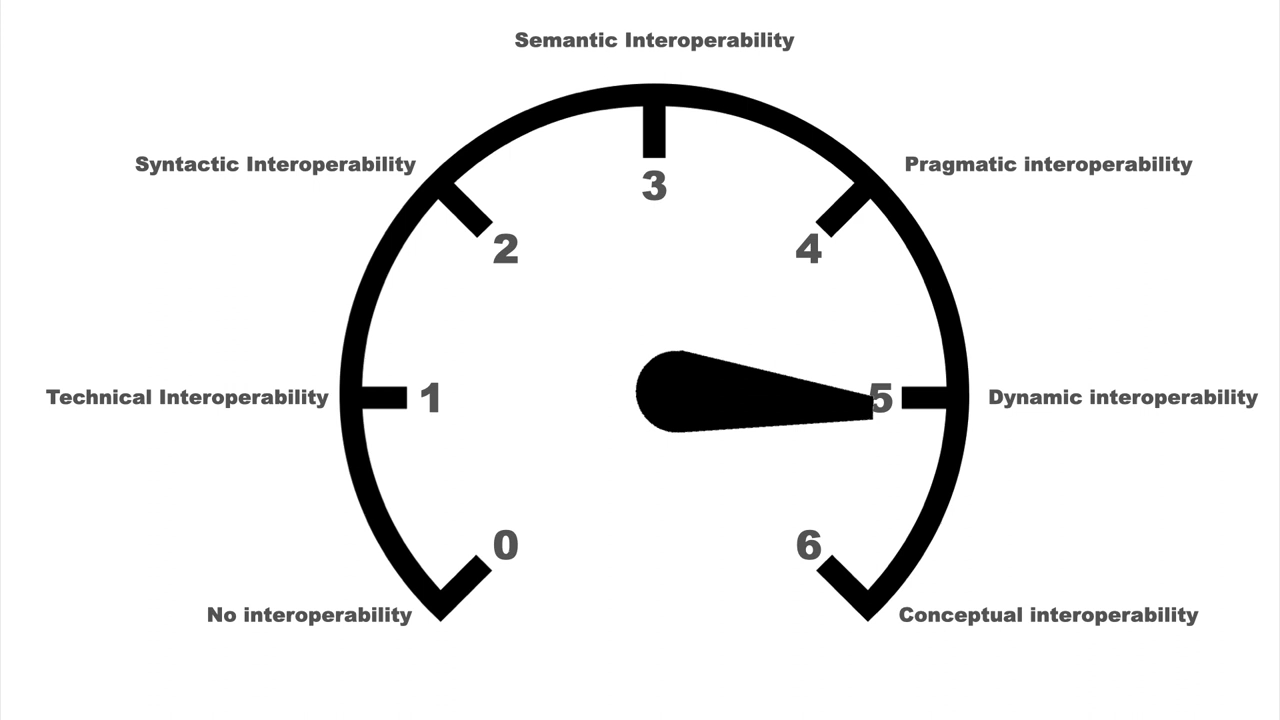 Semantic Interoperability
Syntactic Interoperability
Pragmatic interoperability
3
2
4
Technical Interoperability
1
5
Dynamic interoperability
0
6
No interoperability
Conceptual interoperability